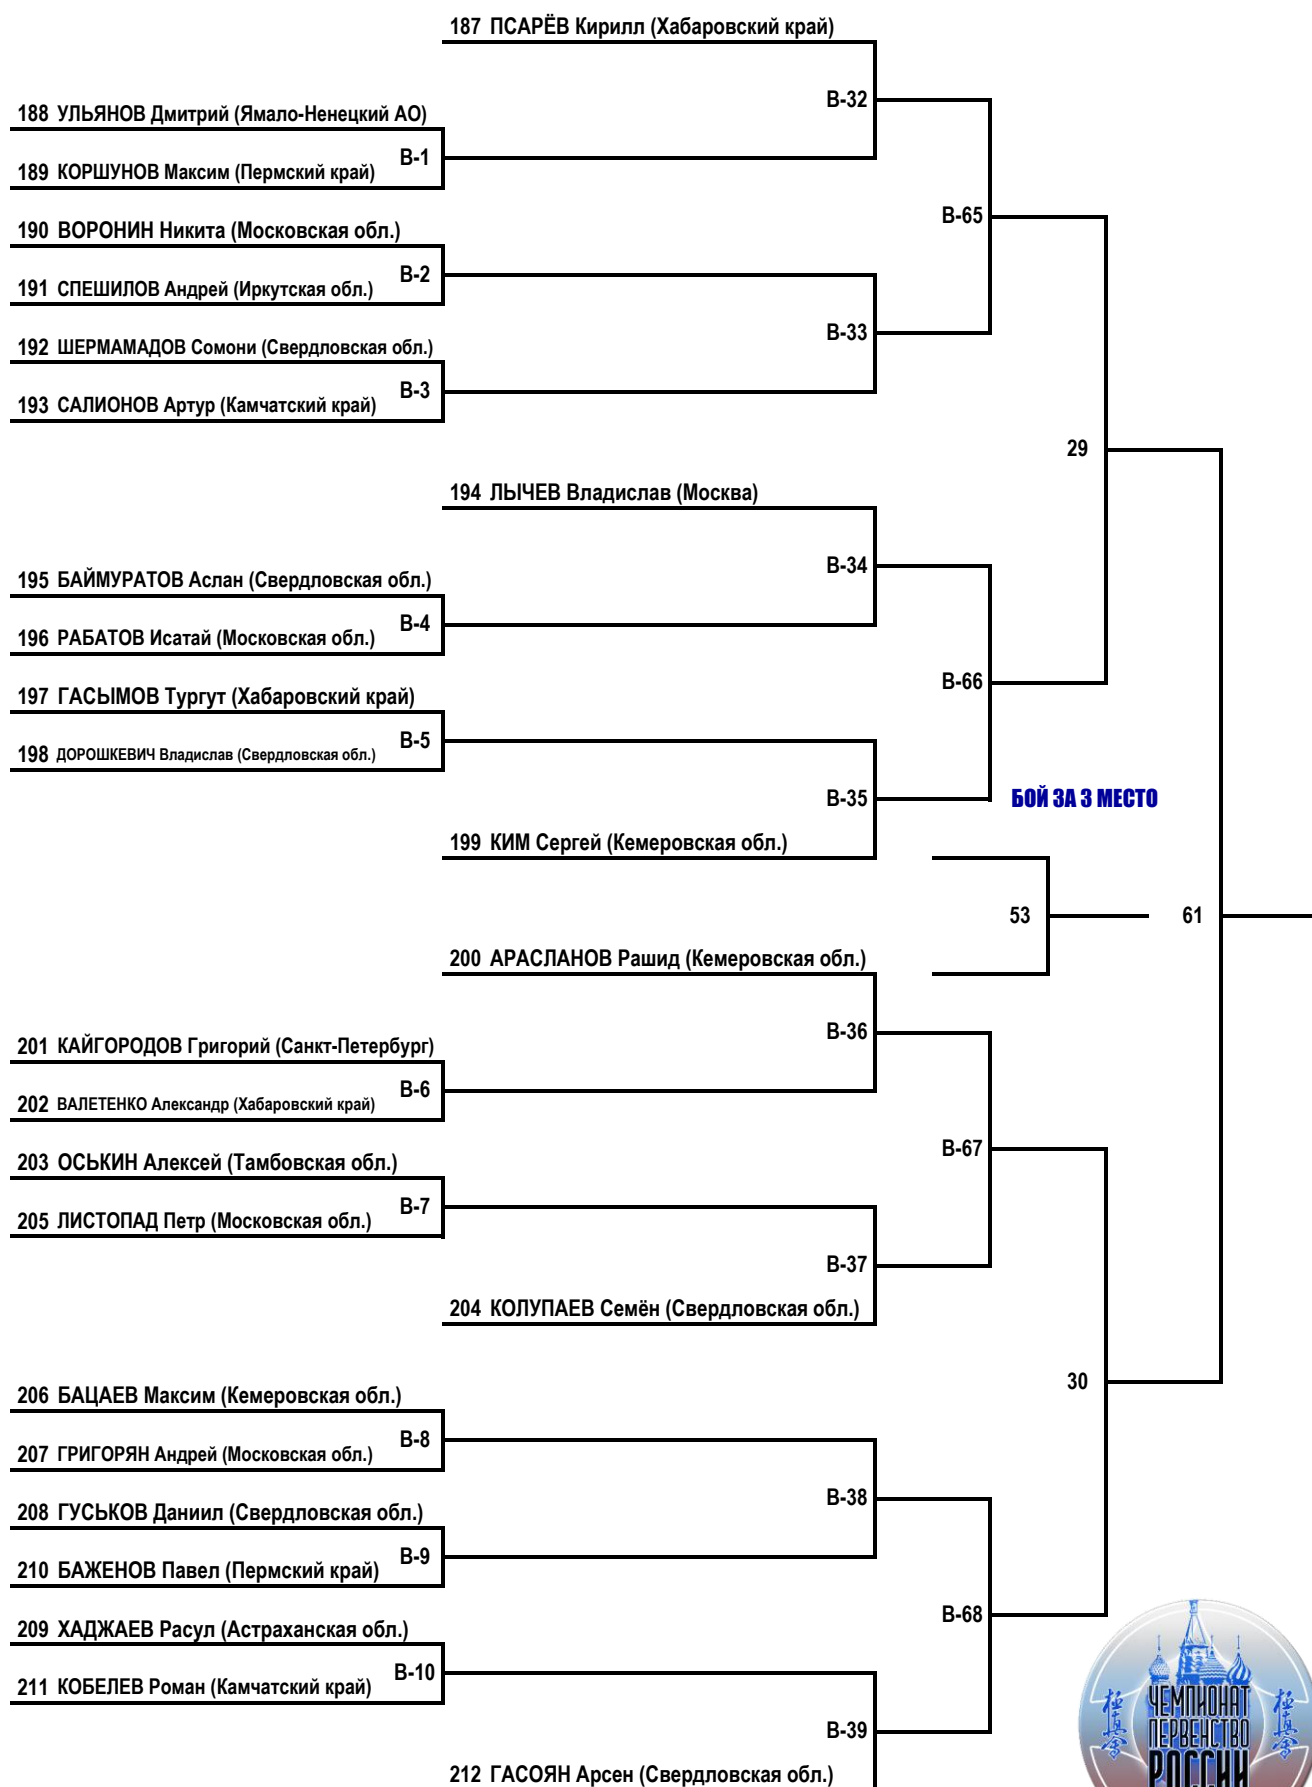 187 ПСАРЁВ Кирилл (Хабаровский край)
B-32
188 УЛЬЯНОВ Дмитрий (Ямало-Ненецкий АО)
B-1
189 КОРШУНОВ Максим (Пермский край)
B-65
190 ВОРОНИН Никита (Московская обл.)
B-2
191 СПЕШИЛОВ Андрей (Иркутская обл.)
B-33
192 ШЕРМАМАДОВ Сомони (Свердловская обл.)
B-3
193 САЛИОНОВ Артур (Камчатский край)
29
194 ЛЫЧЕВ Владислав (Москва)
B-34
195 БАЙМУРАТОВ Аслан (Свердловская обл.)
B-4
196 РАБАТОВ Исатай (Московская обл.)
B-66
197 ГАСЫМОВ Тургут (Хабаровский край)
B-5
198 ДОРОШКЕВИЧ Владислав (Свердловская обл.)
B-35
БОЙ ЗА 3 МЕСТО
199 КИМ Сергей (Кемеровская обл.)
53
61
200 АРАСЛАНОВ Рашид (Кемеровская обл.)
B-36
201 КАЙГОРОДОВ Григорий (Санкт-Петербург)
B-6
202 ВАЛЕТЕНКО Александр (Хабаровский край)
B-67
203 ОСЬКИН Алексей (Тамбовская обл.)
B-7
205 ЛИСТОПАД Петр (Московская обл.)
B-37
204 КОЛУПАЕВ Семён (Свердловская обл.)
30
206 БАЦАЕВ Максим (Кемеровская обл.)
B-8
207 ГРИГОРЯН Андрей (Московская обл.)
B-38
208 ГУСЬКОВ Даниил (Свердловская обл.)
B-9
210 БАЖЕНОВ Павел (Пермский край)
B-68
209 ХАДЖАЕВ Расул (Астраханская обл.)
B-10
211 КОБЕЛЕВ Роман (Камчатский край)
B-39
212 ГАСОЯН Арсен (Свердловская обл.)
極真会
ЧЕМПИОНАТ
ПЕРВЕНСТВО
РОССИИ
極真会